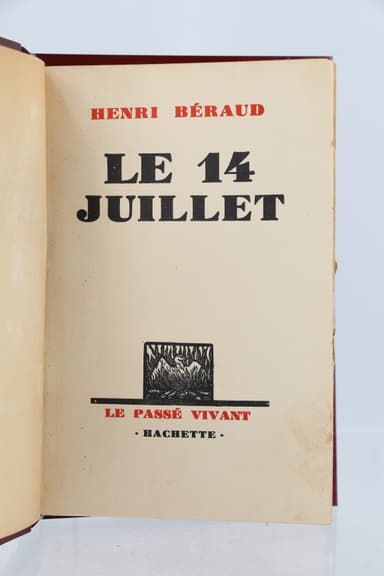 HENRI BÉRAUD
LE 14
JUILLET
LE PASSÉ VIVANT
· HACHETTE ·